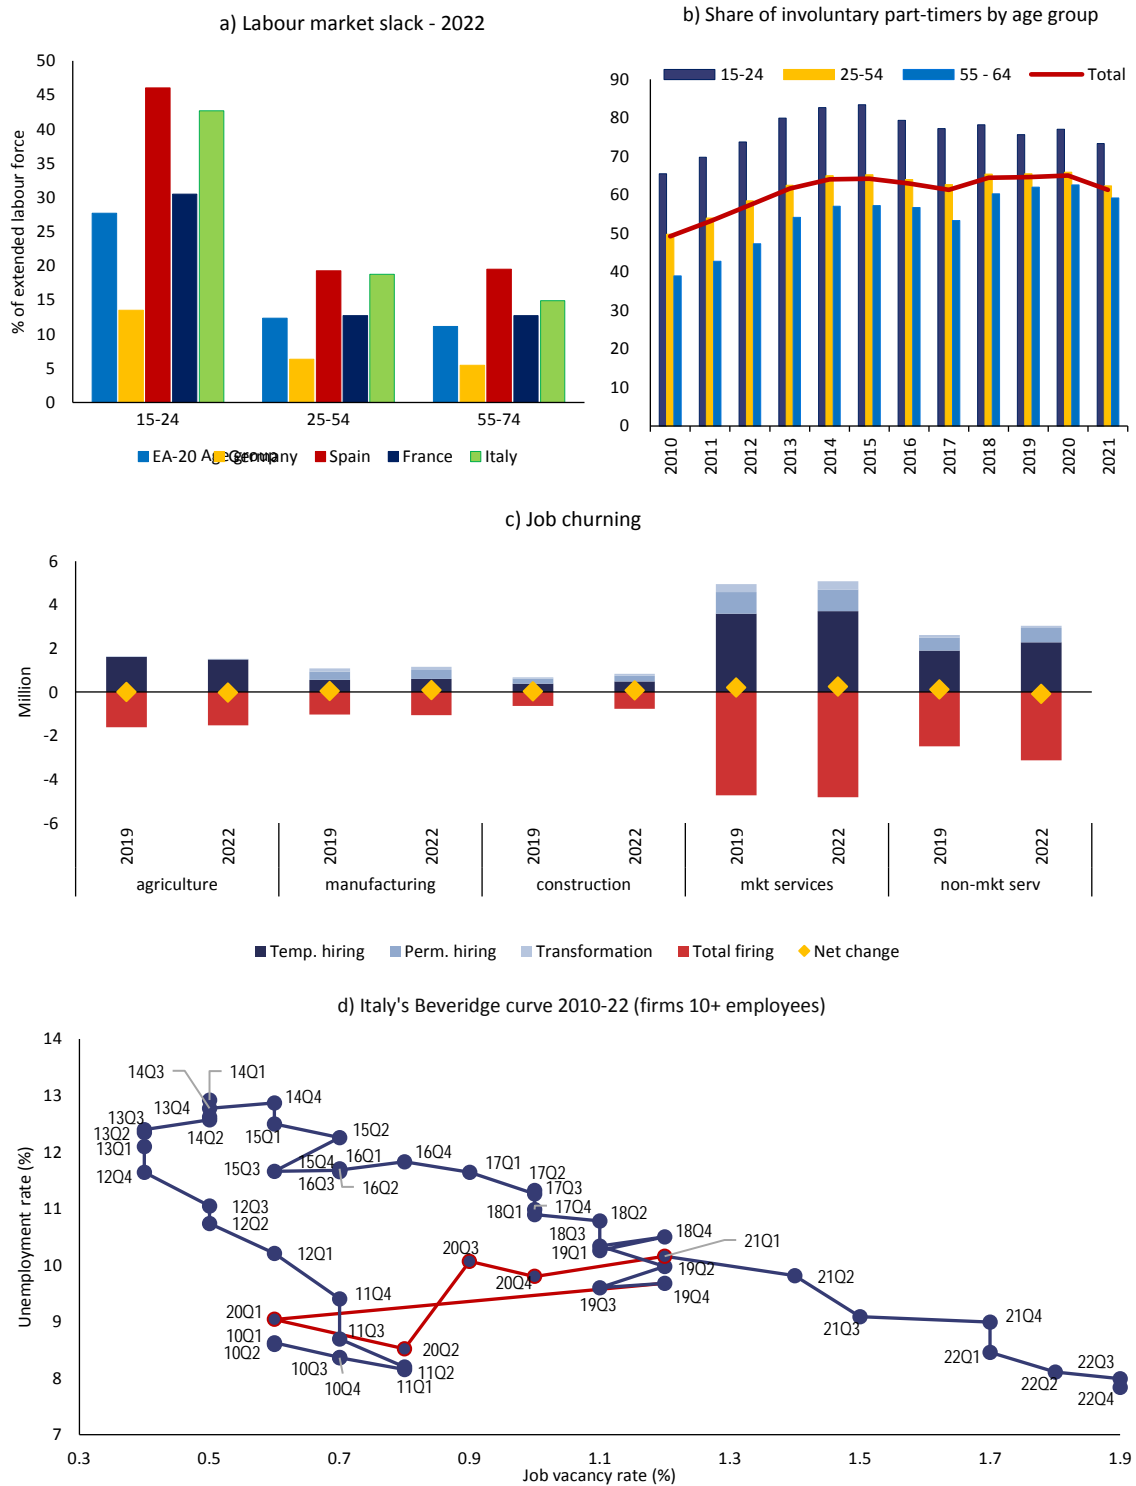 a) Labour market slack - 2022
% of extended labour force
50
45
40
35
30
25
20
15
10
5
0
15-24
25-54
55-74
Age group
EA-20
Germany
Spain
France
Italy
b) Share of involuntary part-timers by age group
15-24
25-54
55 - 64
Total
90
80
70
60
50
40
30
20
10
0
2010
2011
2012
2013
2014
2015
2016
2017
2018
2019
2020
2021
c) Job churning
Million
6
4
2
0
-2
-4
-6
2019
2022
2019
2022
2019
2022
2019
2022
2019
2022
agriculture
manufacturing
construction
mkt services
non-mkt serv
Temp. hiring
Perm. hiring
Transformation
Total firing
Net change
d) Italy's Beveridge curve 2010-22 (firms 10+ employees)
Unemployment rate (%)
14
13
12
11
10
9
8
7
14Q3
14Q1
13Q4
14Q4
13Q3
13Q2
13Q1
14Q2
15Q1
15Q2
12Q4
15Q3
15Q4
16Q1
16Q3
16Q2
16Q4
17Q1
17Q2
17Q3
17Q4
18Q1
18Q2
12Q3
12Q2
18Q3
18Q4
19Q1
21Q1
12Q1
20Q3
20Q4
19Q2
21Q2
11Q4
19Q3
19Q4
20Q1
11Q3
21Q3
21Q4
10Q1
10Q2
20Q2
22Q1
10Q3
10Q4
11Q2
11Q1
22Q2
22Q3
22Q4
0.3
0.5
0.7
0.9
1.1
1.3
1.5
1.7
1.9
Job vacancy rate (%)